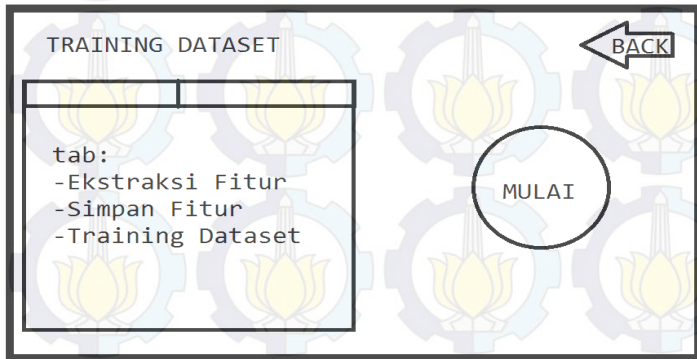 TRAINING DATASET
BACK
tab:
-Ekstraksi Fitur
-Simpan Fitur
-Training Dataset
MULAI